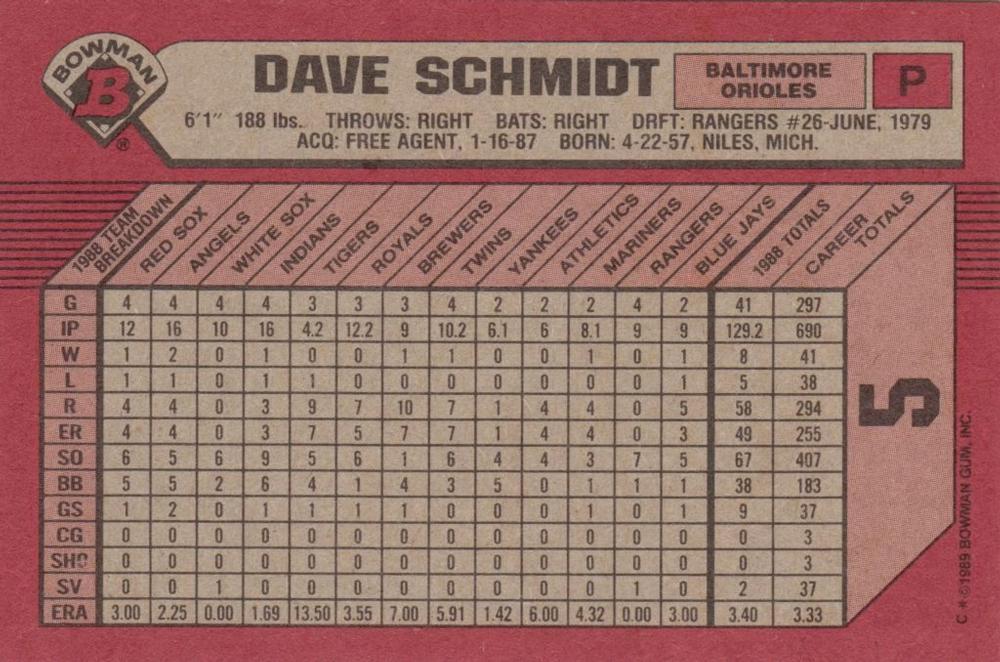 BOWMAN
B
®
DAVE SCHMIDT
BALTIMORE
ORIOLES
P
6'1" 188 lbs. THROWS: RIGHT BATS: RIGHT DRFT: RANGERS #26-JUNE, 1979
ACQ: FREE AGENT, 1-16-87 BORN: 4-22-57, NILES, MICH.
1988 TEAM BREAKDOWN RED SOX ANGELS WHITE SOX INDIANS TIGERS ROYALS BREWERS TWINS YANKEES ATHLETICS MARINERS RANGERS BLUE JAYS 1988 TOTALS CAREER TOTALS
G 4 4 4 4 3 3 3 4 2 2 2 4 2 41 297
IP 12 16 10 16 4.2 12.2 9 10.2 6.1 6 8.1 9 9 129.2 690
W 1 2 0 1 0 0 1 1 0 0 1 0 1 8 41
L 1 1 0 1 1 0 0 0 0 0 0 0 1 5 38
R 4 4 0 3 9 7 10 7 1 4 4 0 5 58 294
ER 4 4 0 3 7 5 7 7 1 4 4 0 3 49 255
SO 6 5 6 9 5 6 1 6 4 4 3 7 5 67 407
BB 5 5 2 6 4 1 4 3 5 0 1 1 1 38 183
GS 1 2 0 1 1 1 1 0 0 0 1 0 1 9 37
CG 0 0 0 0 0 0 0 0 0 0 0 0 0 0 3
SHO 0 0 0 0 0 0 0 0 0 0 0 0 0 0 3
SV 0 0 1 0 0 0 0 0 0 0 0 1 0 2 37
ERA 3.00 2.25 0.00 1.69 13.50 3.55 7.00 5.91 1.42 6.00 4.32 0.00 3.00 3.40 3.33
5
C * © 1989 BOWMAN GUM, INC.